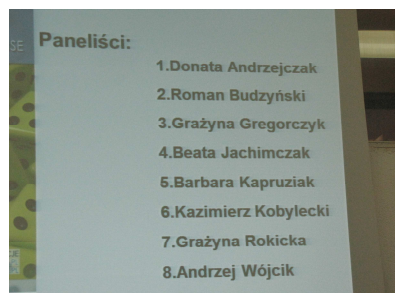 SE
Paneliści:
1.Donata Andrzejczak
2.Roman Budzyński
3.Grażyna Gregorczyk
4.Beata Jachimczak
5.Barbara Kapruziak
6.Kazimierz Kobylecki
7.Grażyna Rokicka
8.Andrzej Wójcik